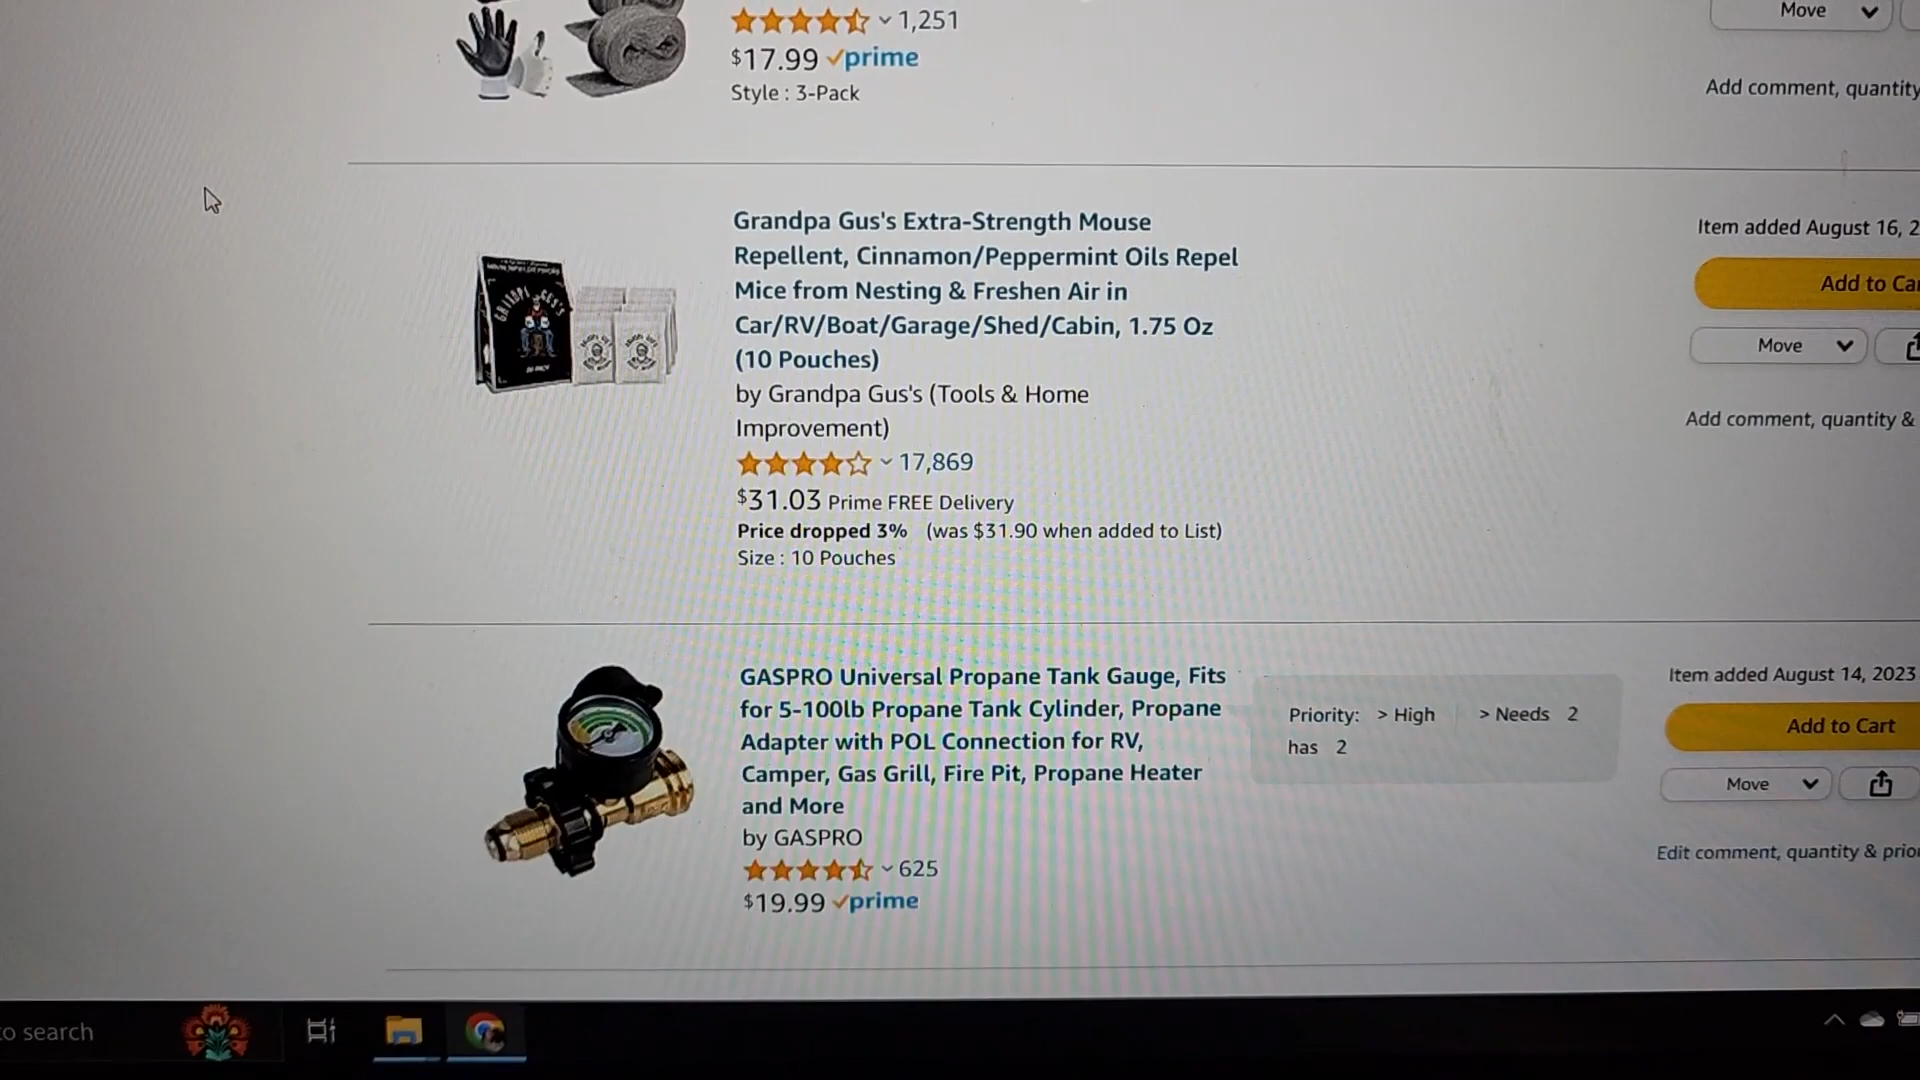 1,251
$17.99 prime
Style : 3-Pack
Move
Add comment, quantity
Grandpa Gus's Extra-Strength Mouse
Repellent, Cinnamon/Peppermint Oils Repel
Mice from Nesting & Freshen Air in
Car/RV/Boat/Garage/Shed/Cabin, 1.75 Oz
(10 Pouches)
by Grandpa Gus's (Tools & Home
Improvement)
17,869
$31.03 Prime FREE Delivery
Price dropped 3% (was $31.90 when added to List)
Size : 10 Pouches
Item added August 16, 2
Add to Car
Move
Add comment, quantity &
GRANDPA GUS'S
GASPRO Universal Propane Tank Gauge, Fits
for 5-100lb Propane Tank Cylinder, Propane
Adapter with POL Connection for RV,
Camper, Gas Grill, Fire Pit, Propane Heater
and More
by GASPRO
625
$19.99 prime
Priority: > High > Needs 2
has 2
Item added August 14, 2023
Add to Cart
Move
Edit comment, quantity & prior
to search